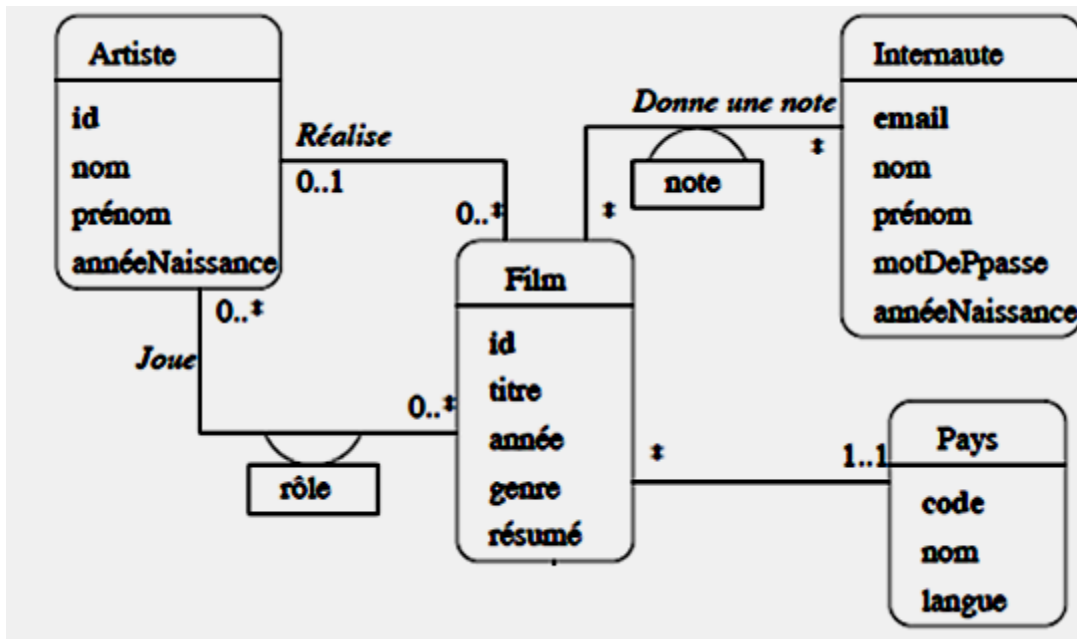 Artiste
id
nom
prénom
annéeNaissance
Réalise
0..1
0..*
Donne une note
*
*
note
Internaute
email
nom
prénom
motDePpasse
annéeNaissance
0..*
Joue
0..*
rôle
Film
id
titre
année
genre
résumé
*
1..1
Pays
code
nom
langue